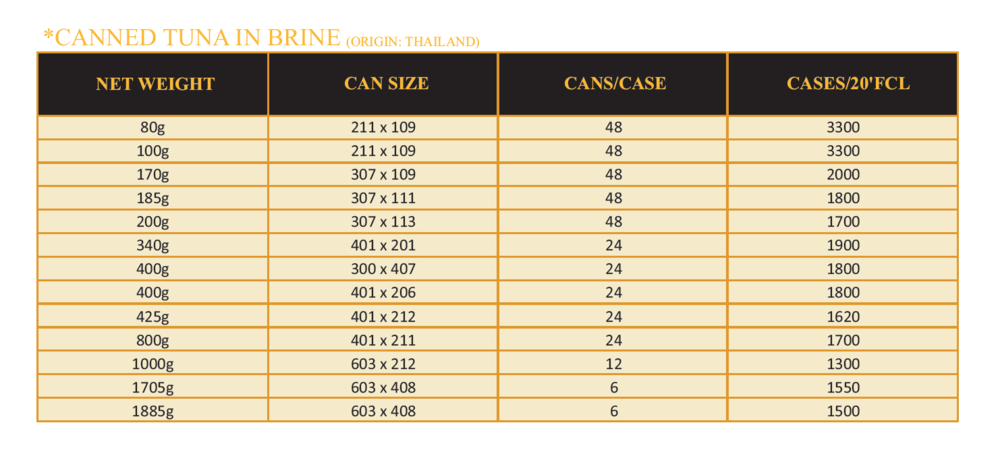 *CANNED TUNA IN BRINE (ORIGIN: THAILAND)
NET WEIGHT CAN SIZE CANS/CASE CASES/20'FCL
80g 211 x 109 48 3300
100g 211 x 109 48 3300
170g 307 x 109 48 2000
185g 307 x 111 48 1800
200g 307 x 113 48 1700
340g 401 x 201 24 1900
400g 300 x 407 24 1800
400g 401 x 206 24 1800
425g 401 x 212 24 1620
800g 401 x 211 24 1700
1000g 603 x 212 12 1300
1705g 603 x 408 6 1550
1885g 603 x 408 6 1500